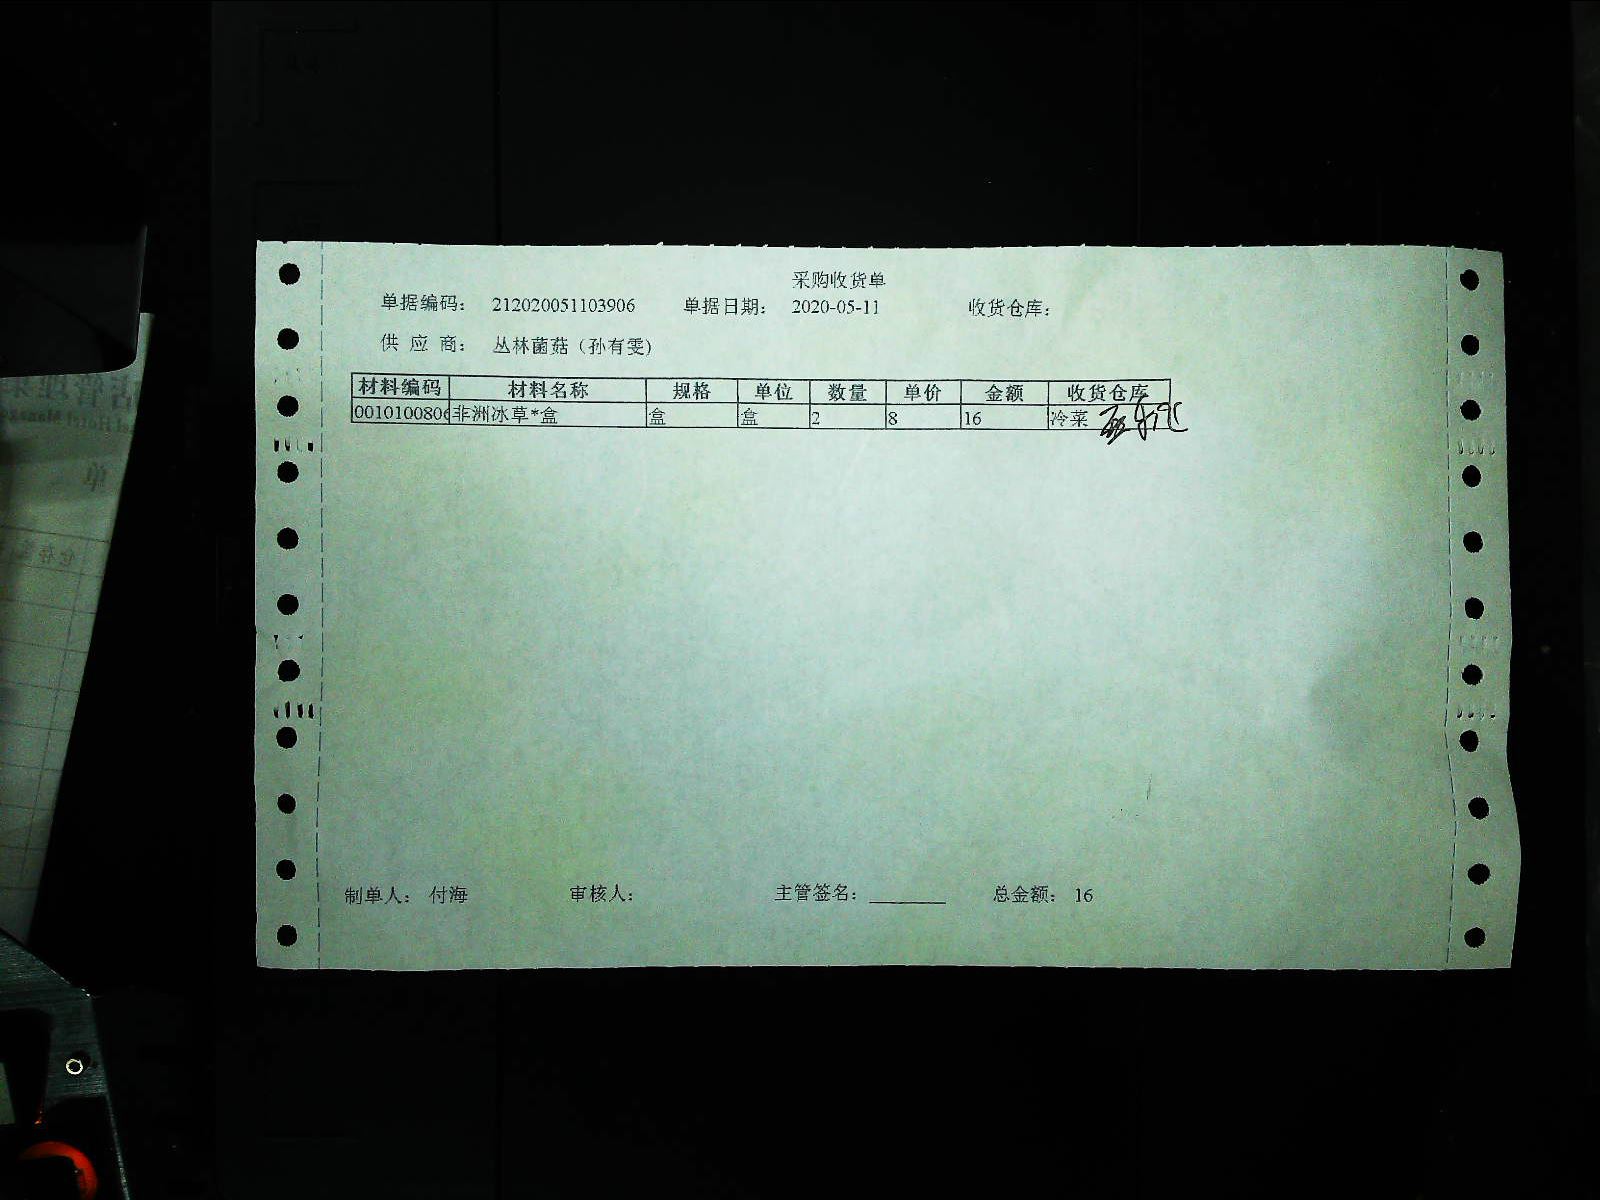 采购收货单
单据编码： 212020051103906 单据日期： 2020-05-11 收货仓库：
供 应 商： 丛林菌菇（孙有雯）
材料编码 材料名称 规格 单位 数量 单价 金额 收货仓库
0010100806 非洲冰草*盒 盒 盒 2 8 16 冷菜
制单人： 付海 审核人： 主管签名： ________ 总金额： 16